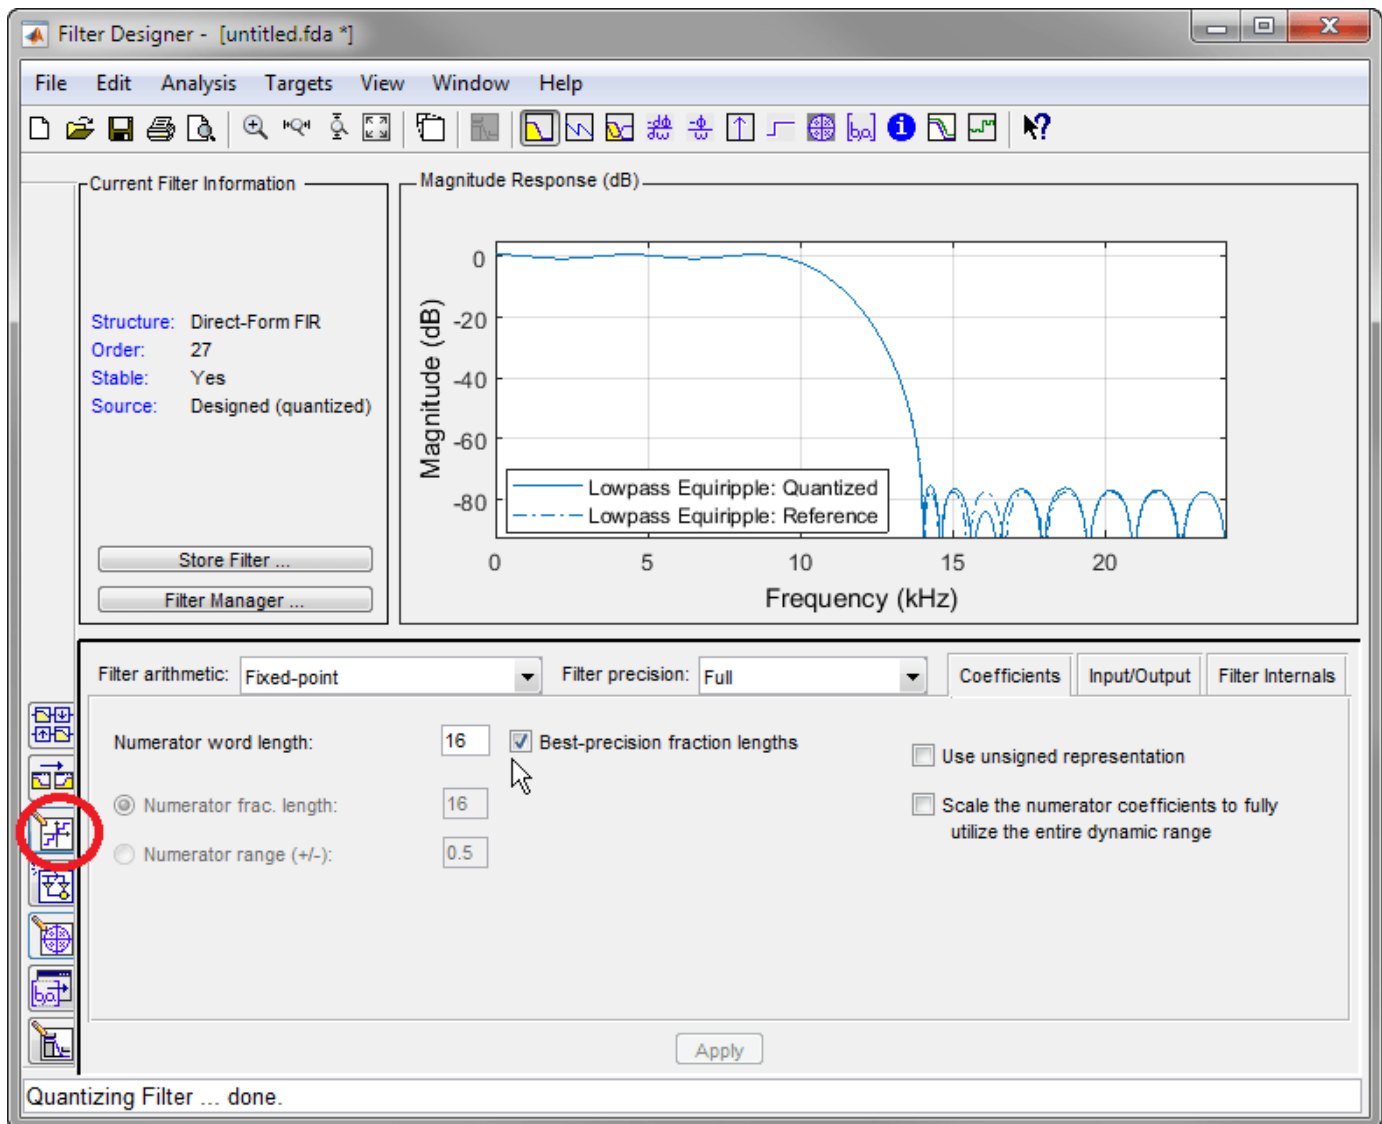 Filter Designer - [untitled.fda *]
File Edit Analysis Targets View Window Help
Current Filter Information
Structure: Direct-Form FIR
Order: 27
Stable: Yes
Source: Designed (quantized)
Store Filter ...
Filter Manager ...
Magnitude Response (dB)
Magnitude (dB)
0
-20
-40
-60
-80
Lowpass Equiripple: Quantized
Lowpass Equiripple: Reference
0 5 10 15 20
Frequency (kHz)
Filter arithmetic: Fixed-point Filter precision: Full Coefficients Input/Output Filter Internals
Numerator word length: 16 Best-precision fraction lengths
Numerator frac. length: 16
Numerator range (+/-): 0.5
Use unsigned representation
Scale the numerator coefficients to fully
utilize the entire dynamic range
Apply
Quantizing Filter ... done.